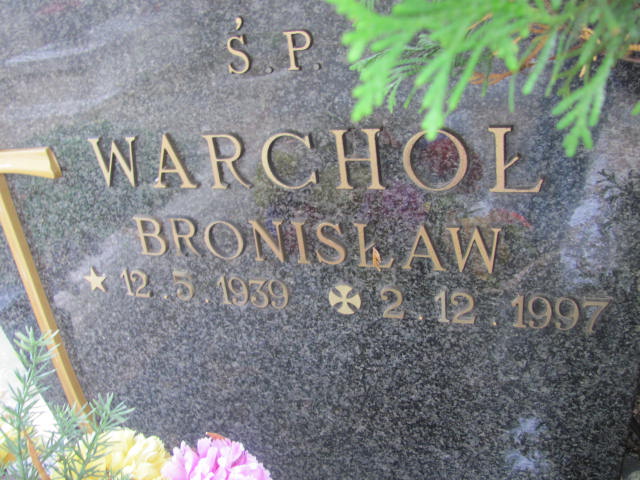 Ś.P.
WARCHOŁ
BRONISŁAW
12.5.1939 2.12.1997